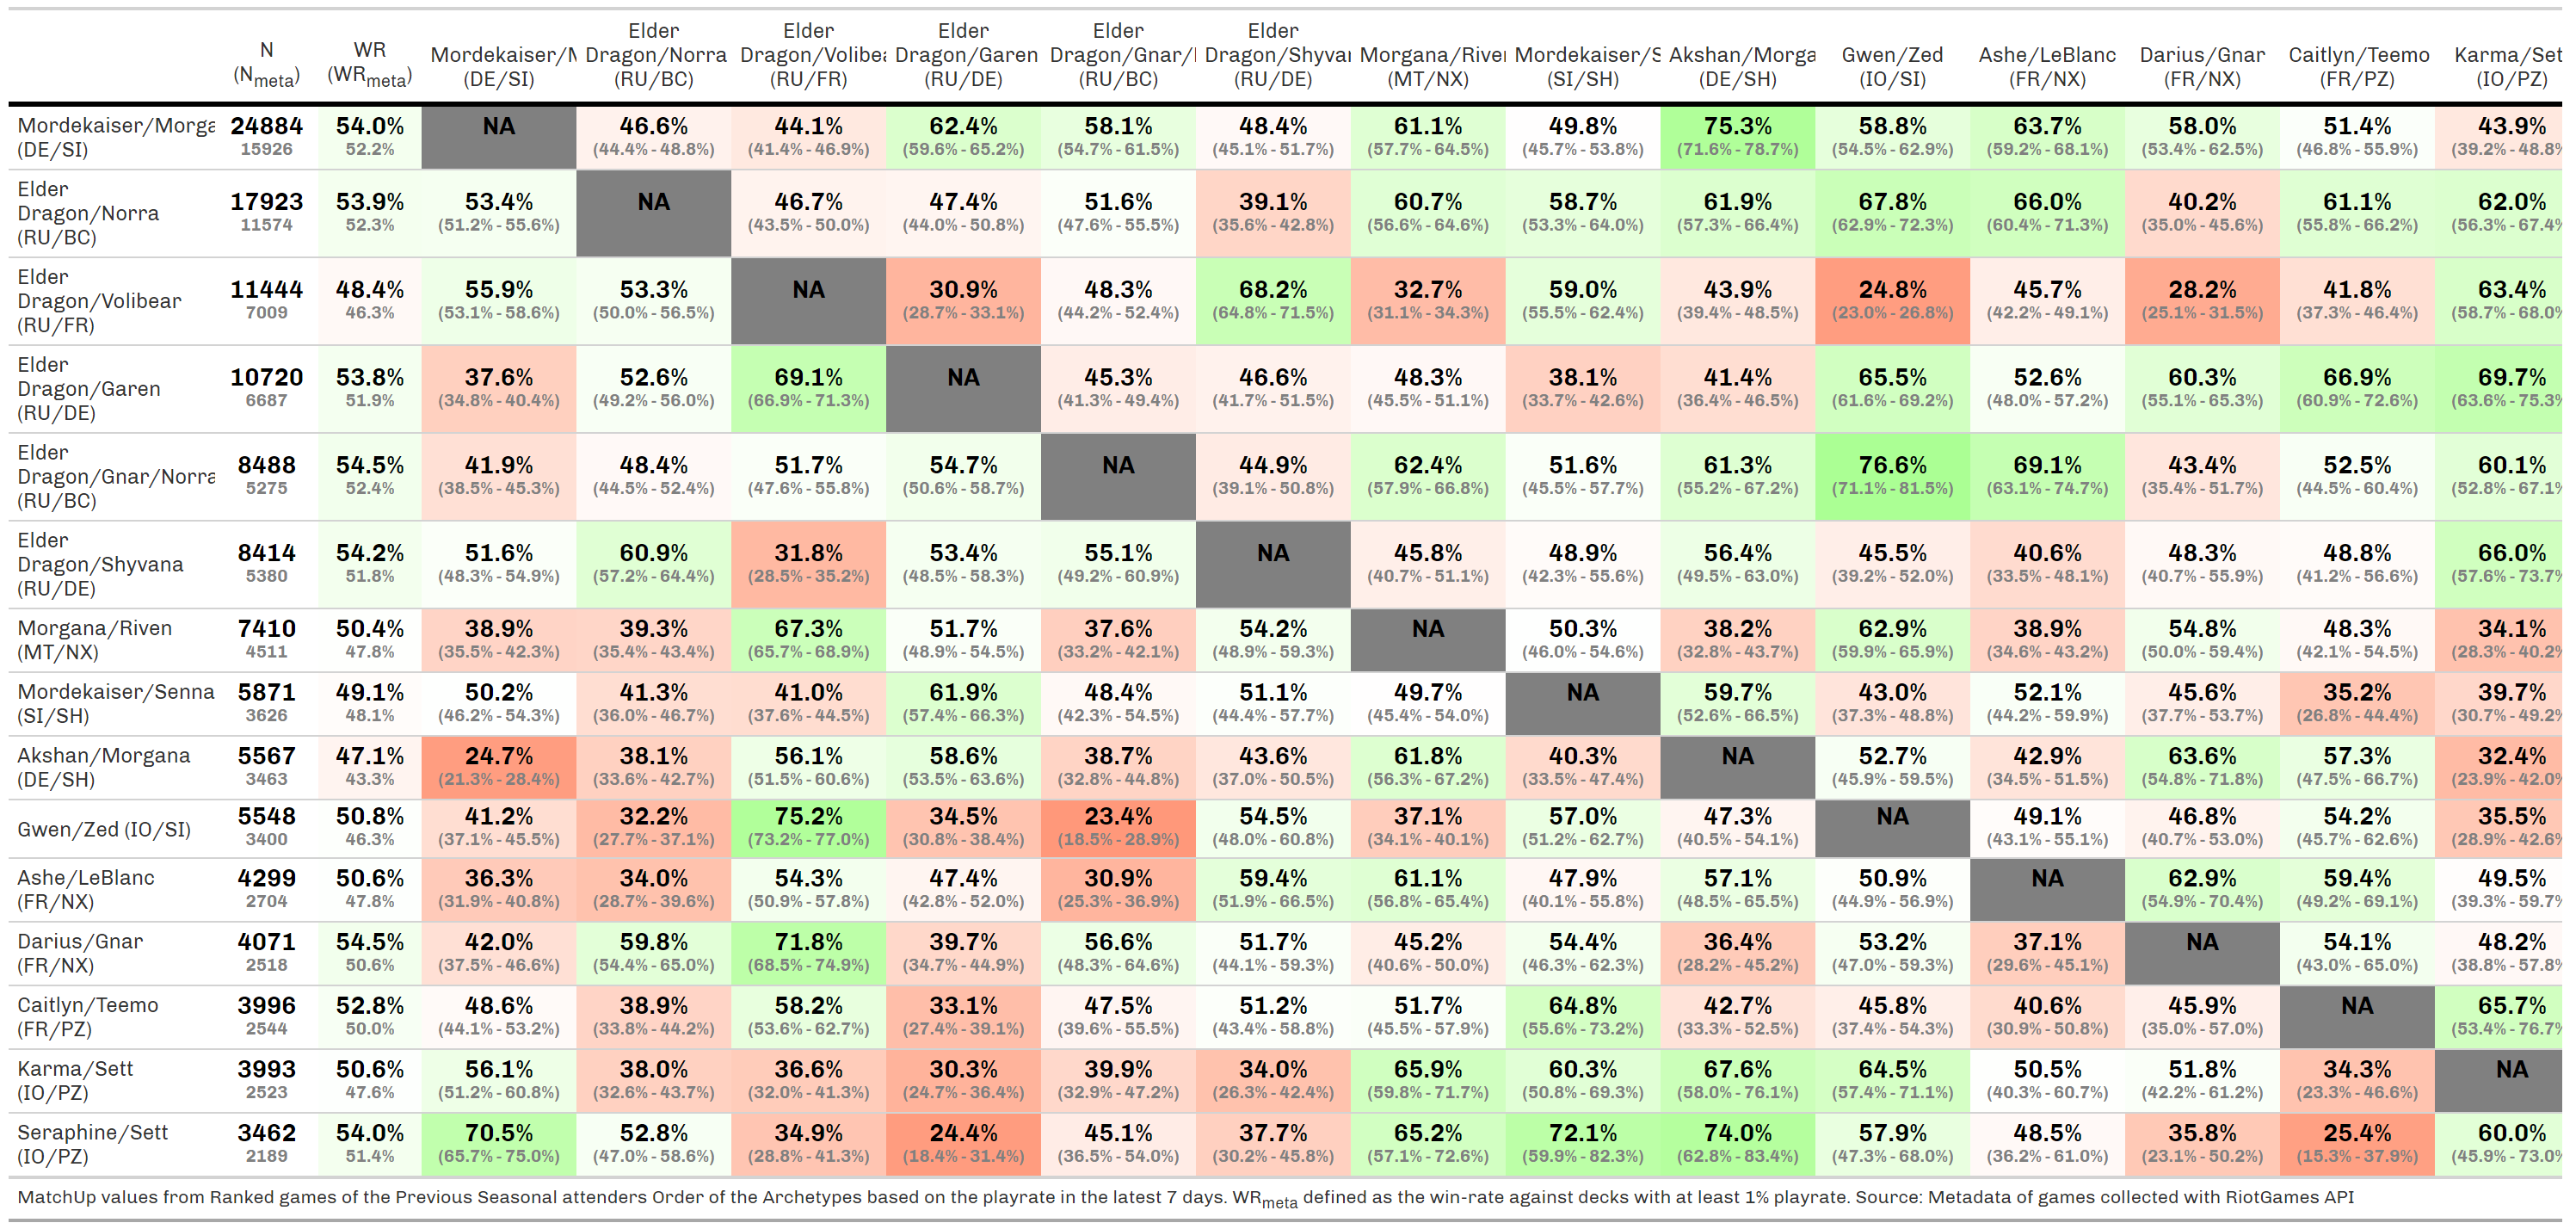 Elder Elder Elder Elder Elder
N WR Mordekaiser/M Dragon/Norra Dragon/Volibea Dragon/Garen Dragon/Gnar/ Dragon/Shyvar Morgana/River Mordekaiser/S Akshan/Morga Gwen/Zed Ashe/LeBlanc Darius/Gnar Caitlyn/Teemo Karma/Set
(Nmeta) (WRmeta) (DE/SI) (RU/BC) (RU/FR) (RU/DE) (RU/BC) (RU/DE) (MT/NX) (SI/SH) (DE/SH) (IO/SI) (FR/NX) (FR/NX) (FR/PZ) (IO/PZ)
Mordekaiser/Morga 24884 54.0% NA 46.6% 44.1% 62.4% 58.1% 48.4% 61.1% 49.8% 75.3% 58.8% 63.7% 58.0% 51.4% 43.9%
(DE/SI) 15926 52.2% (44.4% - 48.8%) (41.4% - 46.9%) (59.6% - 65.2%) (54.7% - 61.5%) (45.1% - 51.7%) (57.7% - 64.5%) (45.7% - 53.8%) (71.6% - 78.7%) (54.5% - 62.9%) (59.2% - 68.1%) (53.4% - 62.5%) (46.8% - 55.9%) (39.2% - 48.8%
Elder
Dragon/Norra 17923 53.9% 53.4% NA 46.7% 47.4% 51.6% 39.1% 60.7% 58.7% 61.9% 67.8% 66.0% 40.2% 61.1% 62.0%
(RU/BC) 11574 52.3% (51.2% - 55.6%) (43.5% - 50.0%) (44.0% - 50.8%) (47.6% - 55.5%) (35.6% - 42.8%) (56.6% - 64.6%) (53.3% - 64.0%) (57.3% - 66.4%) (62.9% - 72.3%) (60.4% - 71.3%) (35.0% - 45.6%) (55.8% - 66.2%) (56.3% - 67.4%
Elder
Dragon/Volibear 11444 48.4% 55.9% 53.3% NA 30.9% 48.3% 68.2% 32.7% 59.0% 43.9% 24.8% 45.7% 28.2% 41.8% 63.4%
(RU/FR) 7009 46.3% (53.1% - 58.6%) (50.0% - 56.5%) (28.7% - 33.1%) (44.2% - 52.4%) (64.8% - 71.5%) (31.1% - 34.3%) (55.5% - 62.4%) (39.4% - 48.5%) (23.0% - 26.8%) (42.2% - 49.1%) (25.1% - 31.5%) (37.3% - 46.4%) (58.7% - 68.0%
Elder
Dragon/Garen 10720 53.8% 37.6% 52.6% 69.1% NA 45.3% 46.6% 48.3% 38.1% 41.4% 65.5% 52.6% 60.3% 66.9% 69.7%
(RU/DE) 6687 51.9% (34.8% - 40.4%) (49.2% - 56.0%) (66.9% - 71.3%) (41.3% - 49.4%) (41.7% - 51.5%) (45.5% - 51.1%) (33.7% - 42.6%) (36.4% - 46.5%) (61.6% - 69.2%) (48.0% - 57.2%) (55.1% - 65.3%) (60.9% - 72.6%) (63.6% - 75.3%
Elder
Dragon/Gnar/Norra 8488 54.5% 41.9% 48.4% 51.7% 54.7% NA 44.9% 62.4% 51.6% 61.3% 76.6% 69.1% 43.4% 52.5% 60.1%
(RU/BC) 5275 52.4% (38.5% - 45.3%) (44.5% - 52.4%) (47.6% - 55.8%) (50.6% - 58.7%) (39.1% - 50.8%) (57.9% - 66.8%) (45.5% - 57.7%) (55.2% - 67.2%) (71.1% - 81.5%) (63.1% - 74.7%) (35.4% - 51.7%) (44.5% - 60.4%) (52.8% - 67.1%
Elder
Dragon/Shyvana 8414 54.2% 51.6% 60.9% 31.8% 53.4% 55.1% NA 45.8% 48.9% 56.4% 45.5% 40.6% 48.3% 48.8% 66.0%
(RU/DE) 5380 51.8% (48.3% - 54.9%) (57.2% - 64.4%) (28.5% - 35.2%) (48.5% - 58.3%) (49.2% - 60.9%) (40.7% - 51.1%) (42.3% - 55.6%) (49.5% - 63.0%) (39.2% - 52.0%) (33.5% - 48.1%) (40.7% - 55.9%) (41.2% - 56.6%) (57.6% - 73.7%
Morgana/Riven 7410 50.4% 38.9% 39.3% 67.3% 51.7% 37.6% 54.2% NA 50.3% 38.2% 62.9% 38.9% 54.8% 48.3% 34.1%
(MT/NX) 4511 47.8% (35.5% - 42.3%) (35.4% - 43.4%) (65.7% - 68.9%) (48.9% - 54.5%) (33.2% - 42.1%) (48.9% - 59.3%) (46.0% - 54.6%) (32.8% - 43.7%) (59.9% - 65.9%) (34.6% - 43.2%) (50.0% - 59.4%) (42.1% - 54.5%) (28.3% - 40.2%
Mordekaiser/Senna 5871 49.1% 50.2% 41.3% 41.0% 61.9% 48.4% 51.1% 49.7% NA 59.7% 43.0% 52.1% 45.6% 35.2% 39.7%
(SI/SH) 3626 48.1% (46.2% - 54.3%) (36.0% - 46.7%) (37.6% - 44.5%) (57.4% - 66.3%) (42.3% - 54.5%) (44.4% - 57.7%) (45.4% - 54.0%) (52.6% - 66.5%) (37.3% - 48.8%) (44.2% - 59.9%) (37.7% - 53.7%) (26.8% - 44.4%) (30.7% - 49.2%
Akshan/Morgana 5567 47.1% 24.7% 38.1% 56.1% 58.6% 38.7% 43.6% 61.8% 40.3% NA 52.7% 42.9% 63.6% 57.3% 32.4%
(DE/SH) 3463 43.3% (21.3% - 28.4%) (33.6% - 42.7%) (51.5% - 60.6%) (53.5% - 63.6%) (32.8% - 44.8%) (37.0% - 50.5%) (56.3% - 67.2%) (33.5% - 47.4%) (45.9% - 59.5%) (34.5% - 51.5%) (54.8% - 71.8%) (47.5% - 66.7%) (23.9% - 42.0%
Gwen/Zed (IO/SI) 5548 50.8% 41.2% 32.2% 75.2% 34.5% 23.4% 54.5% 37.1% 57.0% 47.3% NA 49.1% 46.8% 54.2% 35.5%
3400 46.3% (37.1% - 45.5%) (27.7% - 37.1%) (73.2% - 77.0%) (30.8% - 38.4%) (18.5% - 28.9%) (48.0% - 60.8%) (34.1% - 40.1%) (51.2% - 62.7%) (40.5% - 54.1%) (43.1% - 55.1%) (40.7% - 53.0%) (45.7% - 62.6%) (28.9% - 42.6%
Ashe/LeBlanc 4299 50.6% 36.3% 34.0% 54.3% 47.4% 30.9% 59.4% 61.1% 47.9% 57.1% 50.9% NA 62.9% 59.4% 49.5%
(FR/NX) 2704 47.8% (31.9% - 40.8%) (28.7% - 39.6%) (50.9% - 57.8%) (42.8% - 52.0%) (25.3% - 36.9%) (51.9% - 66.5%) (56.8% - 65.4%) (40.1% - 55.8%) (48.5% - 65.5%) (44.9% - 56.9%) (54.9% - 70.4%) (49.2% - 69.1%) (39.3% - 59.7%
Darius/Gnar 4071 54.5% 42.0% 59.8% 71.8% 39.7% 56.6% 51.7% 45.2% 54.4% 36.4% 53.2% 37.1% NA 54.1% 48.2%
(FR/NX) 2518 50.6% (37.5% - 46.6%) (54.4% - 65.0%) (68.5% - 74.9%) (34.7% - 44.9%) (48.3% - 64.6%) (44.1% - 59.3%) (40.6% - 50.0%) (46.3% - 62.3%) (28.2% - 45.2%) (47.0% - 59.3%) (29.6% - 45.1%) (43.0% - 65.0%) (38.8% - 57.8%
Caitlyn/Teemo 3996 52.8% 48.6% 38.9% 58.2% 33.1% 47.5% 51.2% 51.7% 64.8% 42.7% 45.8% 40.6% 45.9% NA 65.7%
(FR/PZ) 2544 50.0% (44.1% - 53.2%) (33.8% - 44.2%) (53.6% - 62.7%) (27.4% - 39.1%) (39.6% - 55.5%) (43.4% - 58.8%) (45.5% - 57.9%) (55.6% - 73.2%) (33.3% - 52.5%) (37.4% - 54.3%) (30.9% - 50.8%) (35.0% - 57.0%) (53.4% - 76.7%
Karma/Sett 3993 50.6% 56.1% 38.0% 36.6% 30.3% 39.9% 34.0% 65.9% 60.3% 67.6% 64.5% 50.5% 51.8% 34.3% NA
(IO/PZ) 2523 47.6% (51.2% - 60.8%) (32.6% - 43.7%) (32.0% - 41.3%) (24.7% - 36.4%) (32.9% - 47.2%) (26.3% - 42.4%) (59.8% - 71.7%) (50.8% - 69.3%) (58.0% - 76.1%) (57.4% - 71.1%) (40.3% - 60.7%) (42.2% - 61.2%) (23.3% - 46.6%)
Seraphine/Sett 3462 54.0% 70.5% 52.8% 34.9% 24.4% 45.1% 37.7% 65.2% 72.1% 74.0% 57.9% 48.5% 35.8% 25.4% 60.0%
(IO/PZ) 2189 51.4% (65.7% - 75.0%) (47.0% - 58.6%) (28.8% - 41.3%) (18.4% - 31.4%) (36.5% - 54.0%) (30.2% - 45.8%) (57.1% - 72.6%) (59.9% - 82.3%) (62.8% - 83.4%) (47.3% - 68.0%) (36.2% - 61.0%) (23.1% - 50.2%) (15.3% - 37.9%) (45.9% - 73.0%
MatchUp values from Ranked games of the Previous Seasonal attenders Order of the Archetypes based on the playrate in the latest 7 days. WRmeta defined as the win-rate against decks with at least 1% playrate. Source: Metadata of games collected with RiotGames API